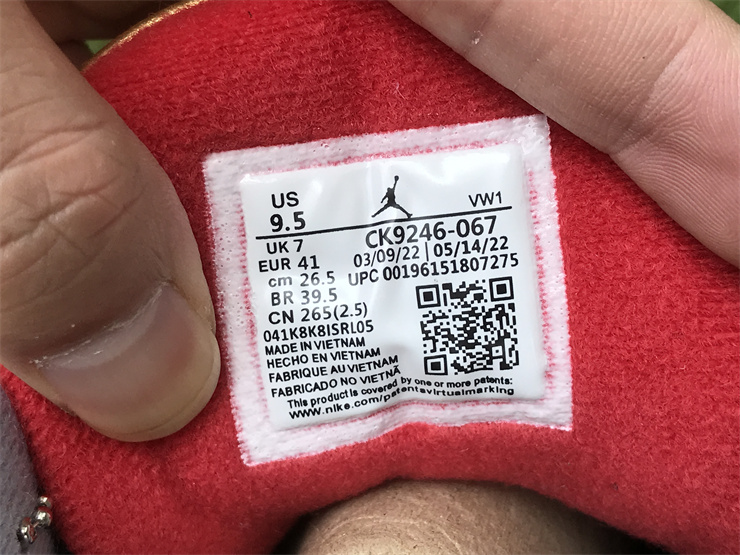 US
9.5
VW1
UK 7
EUR 41
cm 26.5
BR 39.5
CN 265(2.5)
CK9246-067
03/09/22 | 05/14/22
UPC 00196151807275
041K8K8ISRL05
MADE IN VIETNAM
HECHO EN VIETNAM
FABRIQUE AU VIETNAM
FABRICADO NO VIETNÃ
This product is covered by one or more patents:
www.nike.com/patentsvirtualmarking